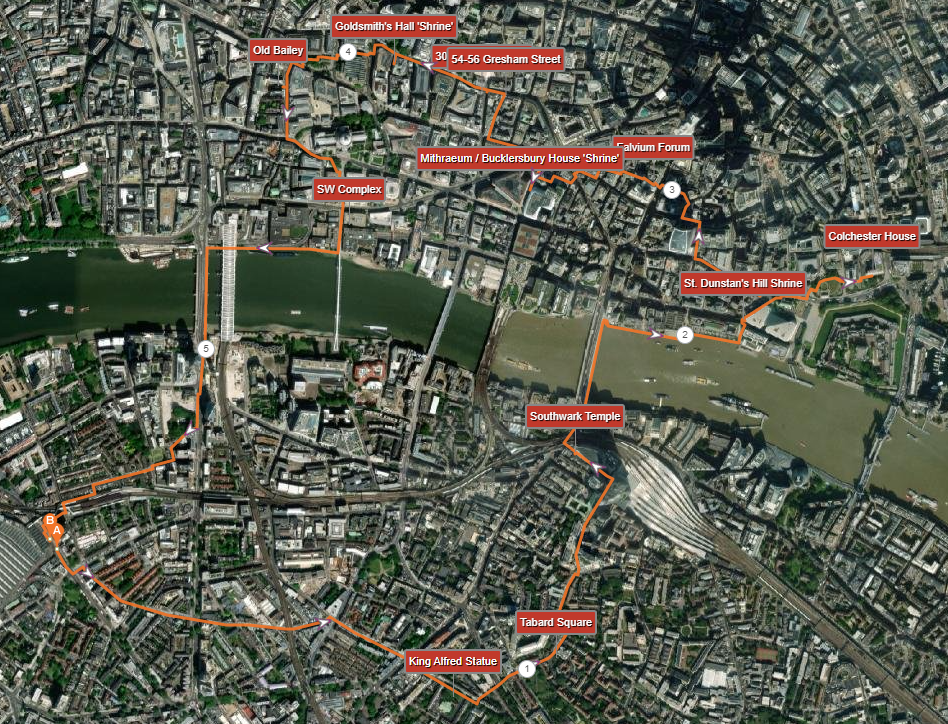 Goldsmith's Hall 'Shrine'
Old Bailey
4
30
54-56 Gresham Street
Falvium Forum
Mithraeum / Bucklersbury House 'Shrine'
SW Complex
3
Colchester House
St. Dunstan's Hill Shrine
2
5
Southwark Temple
B
A
Tabard Square
King Alfred Statue
1